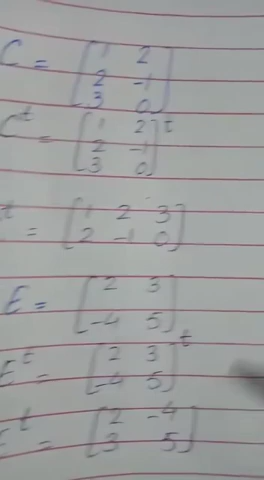 C = [1 2
2 -1
3 0]
C^t = [1 2
2 -1
3 0]^t
t = [1 2 3
2 -1 0]
E = [2 3
-4 5]
E^t = [2 3
-4 5]^t
t = [2 -4
3 5]